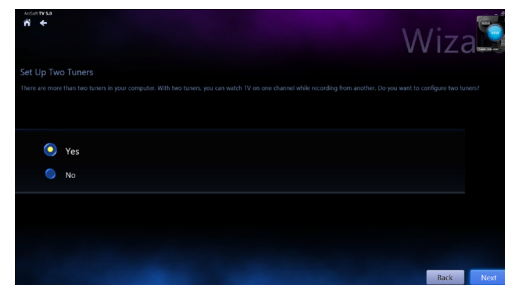 ArcSoft TV 5.0
Wiza
Set Up Two Tuners
There are more than two tuners in your computer. With two tuners, you can watch TV on one channel while recording from another. Do you want to configure two tuners?
Yes
No
Back
Next